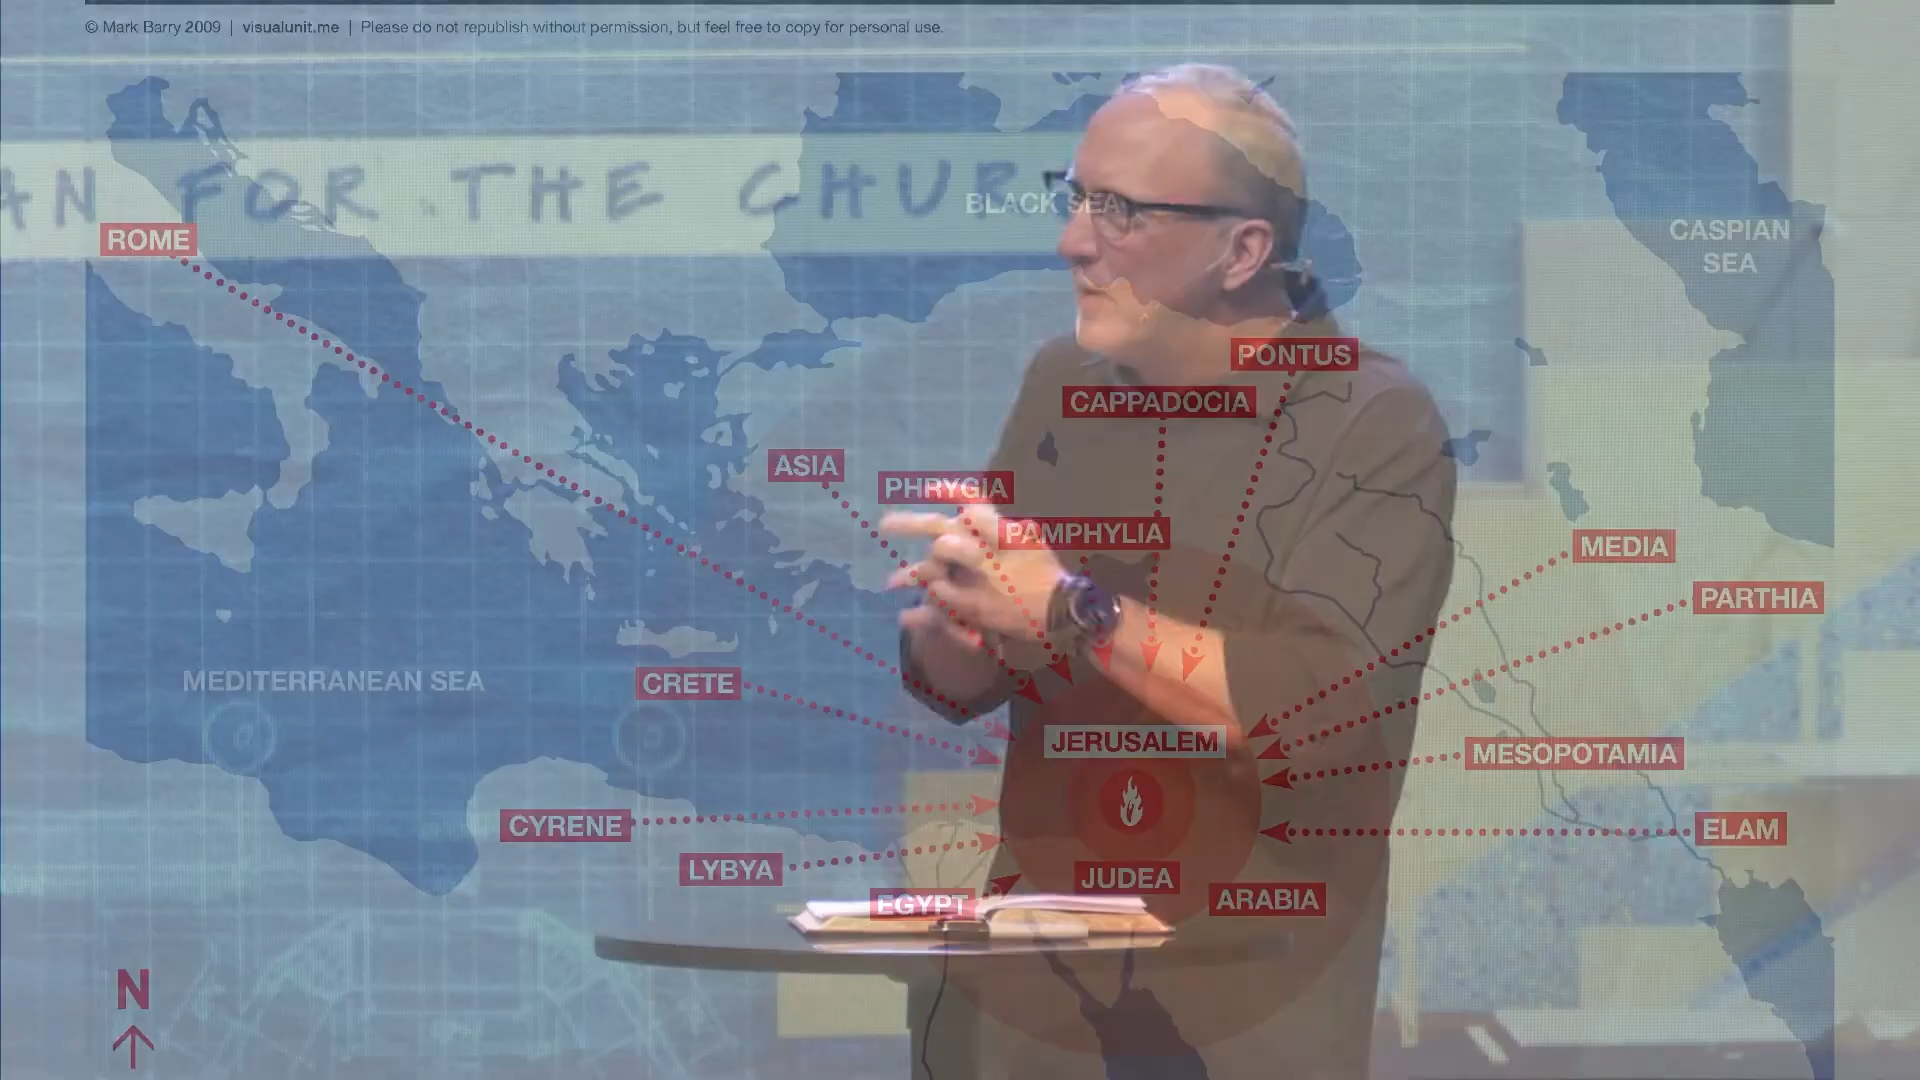 © Mark Barry 2009 | visualunit.me | Please do not republish without permission, but feel free to copy for personal use.
FOR THE
BLACK SEA
ROME
CASPIAN
SEA
PONTUS
CAPPADOCIA
ASIA
PHRYGIA
PAMPHYLIA
MEDIA
PARTHIA
MEDITERRANEAN SEA
CRETE
JERUSALEM
MESOPOTAMIA
CYRENE
ELAM
LYBYA
JUDEA
EGYPT
ARABIA
N